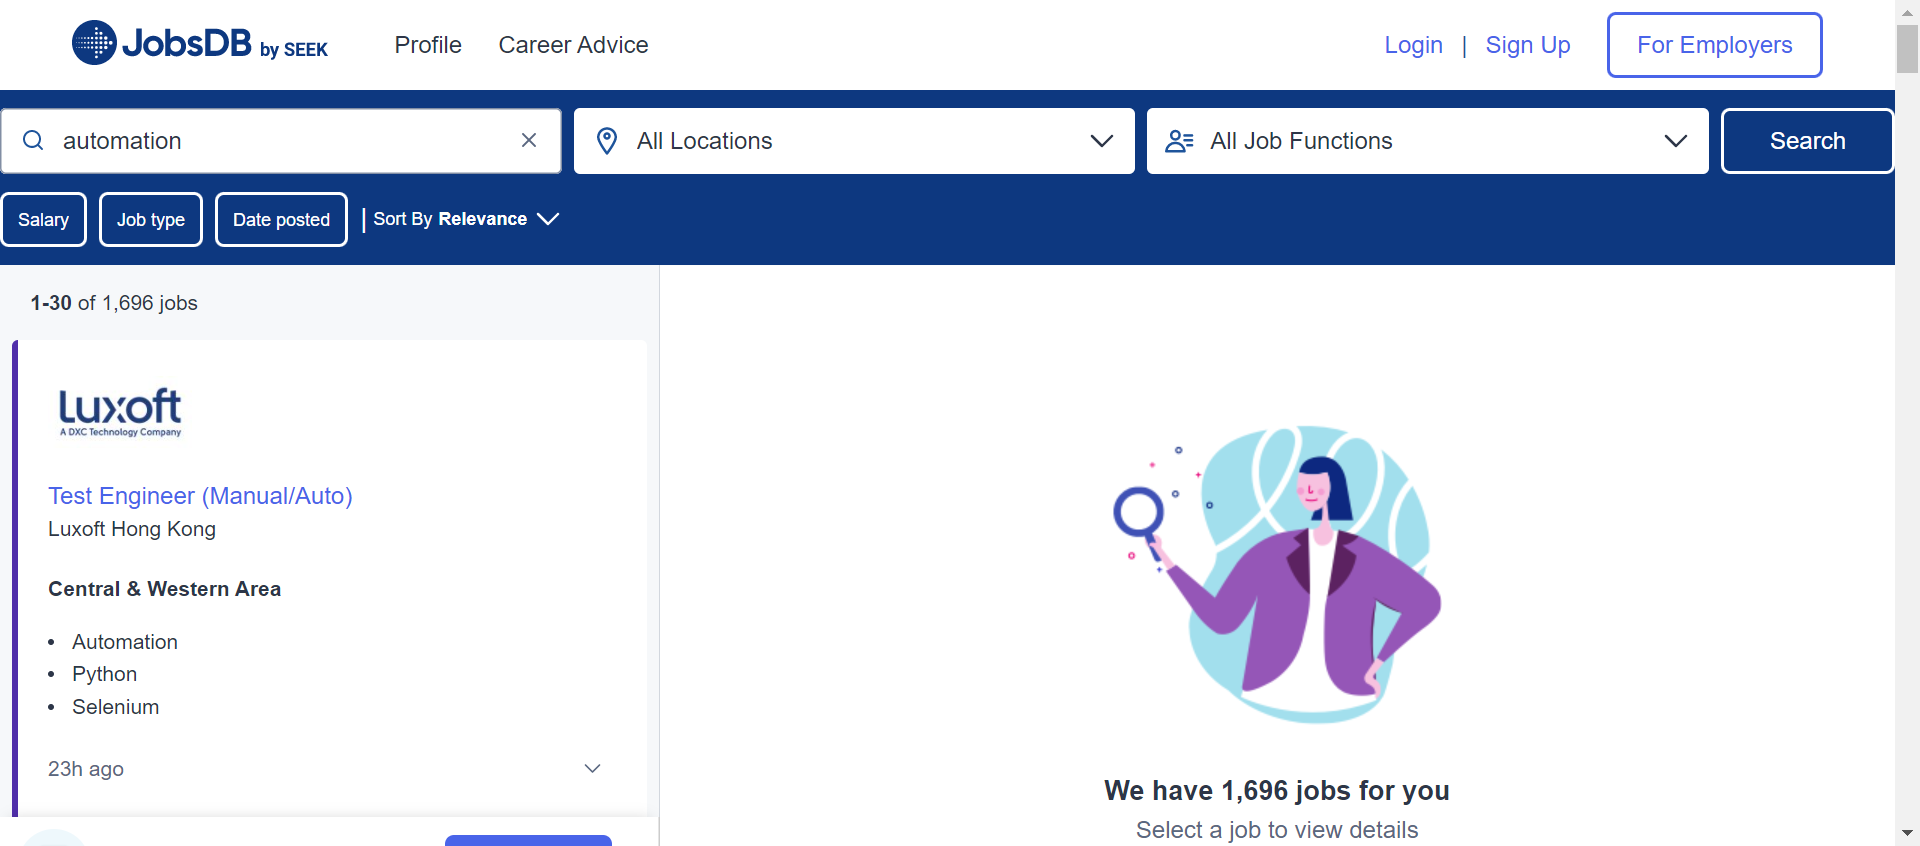 JobsDB by SEEK
Profile
Career Advice
Login | Sign Up
For Employers
automation
All Locations
All Job Functions
Search
Salary
Job type
Date posted
| Sort By Relevance
1-30 of 1,696 jobs
Luxoft
A DXC Technology Company
Test Engineer (Manual/Auto)
Luxoft Hong Kong
Central & Western Area
• Automation
• Python
• Selenium
23h ago
We have 1,696 jobs for you
Select a job to view details